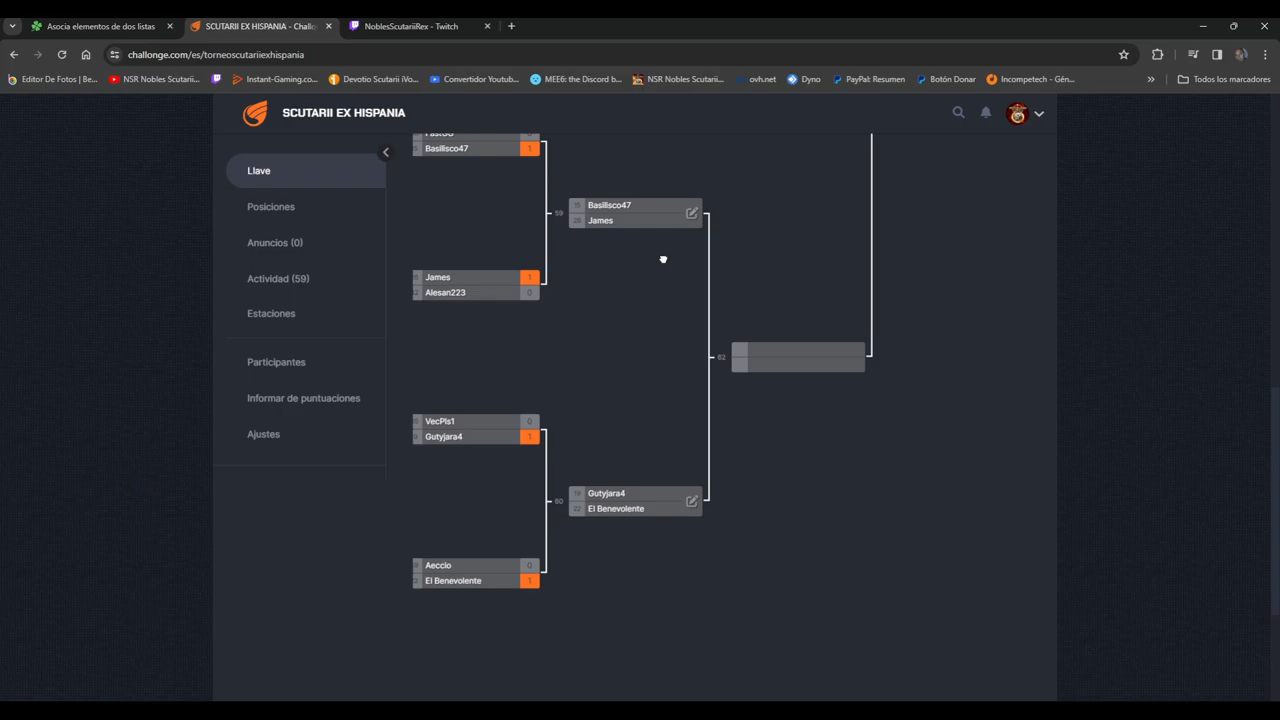 Asocia elementos de dos listas
SCUTARII EX HISPANIA - Challo
NoblesScutariiRex - Twitch
challonge.com/es/torneoscutariiexhispania
Editor De Fotos | Be...
NSR Nobles Scutarii...
Instant-Gaming.co...
Devotio Scutarii iVo...
Convertidor Youtub...
MEE6: the Discord b...
NSR Nobles Scutarii...
ovh.net
Dyno
PayPal: Resumen
Botón Donar
Incompetech - Gén...
»
Todos los marcadores
SCUTARII EX HISPANIA
Llave
Posiciones
Anuncios (0)
Actividad (59)
Estaciones
Participantes
Informar de puntuaciones
Ajustes
Basilisco47 1
59
15 Basilisco47
James
James 1
Alesan223 0
62
VecPls1 0
Gutyjara4 1
60
19 Gutyjara4
22 El Benevolente
Aeccio 0
El Benevolente 1